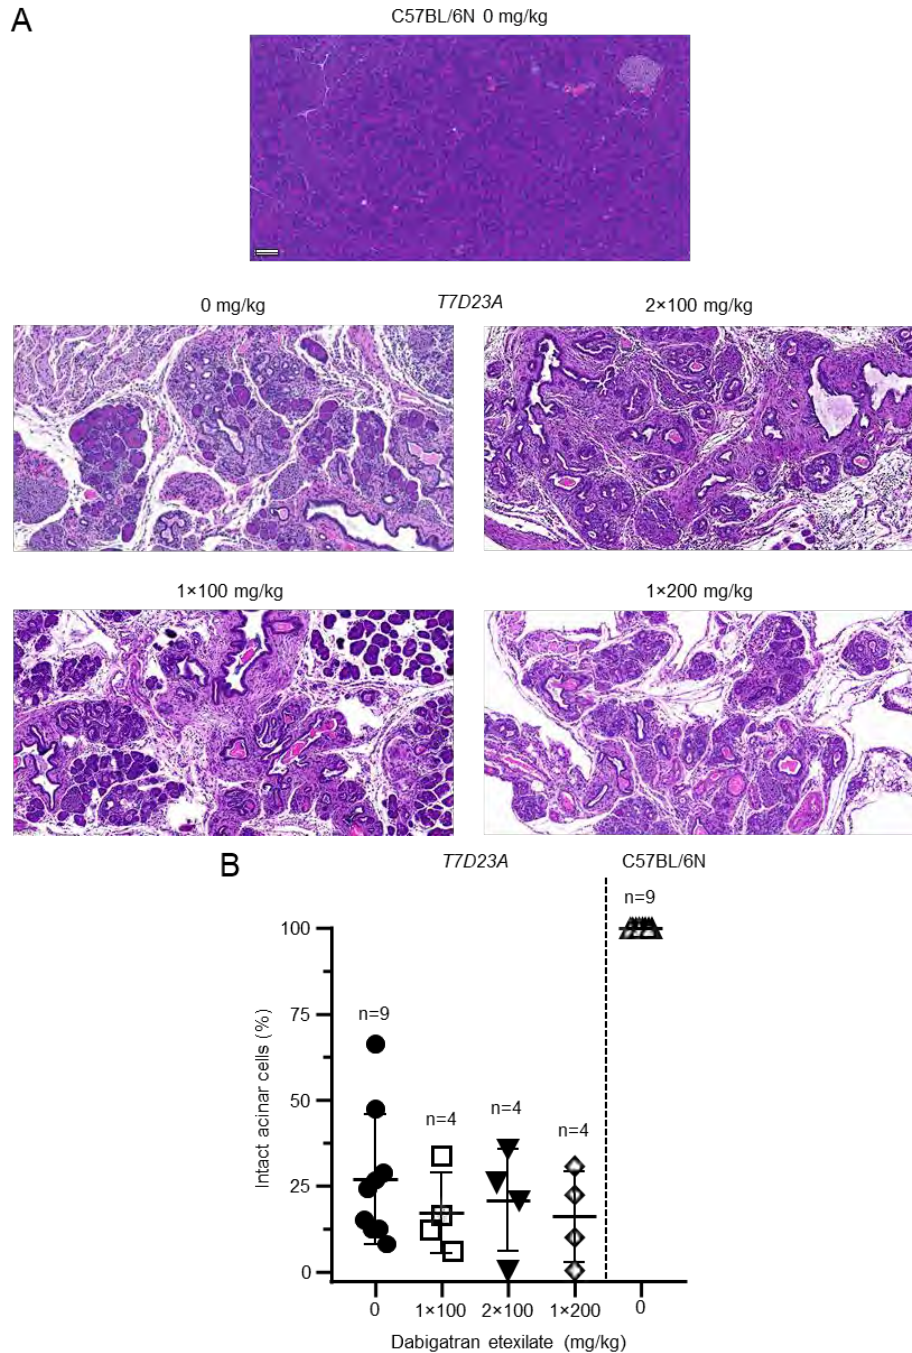 A
C57BL/6N 0 mg/kg
0 mg/kg
T7D23A
2×100 mg/kg
1×100 mg/kg
1×200 mg/kg
B
T7D23A
C57BL/6N
n=9
n=9
n=4
n=4
n=4
100
75
50
25
0
Intact acinar cells (%)
0
1×100
2×100
1×200
0
Dabigatran etexilate (mg/kg)